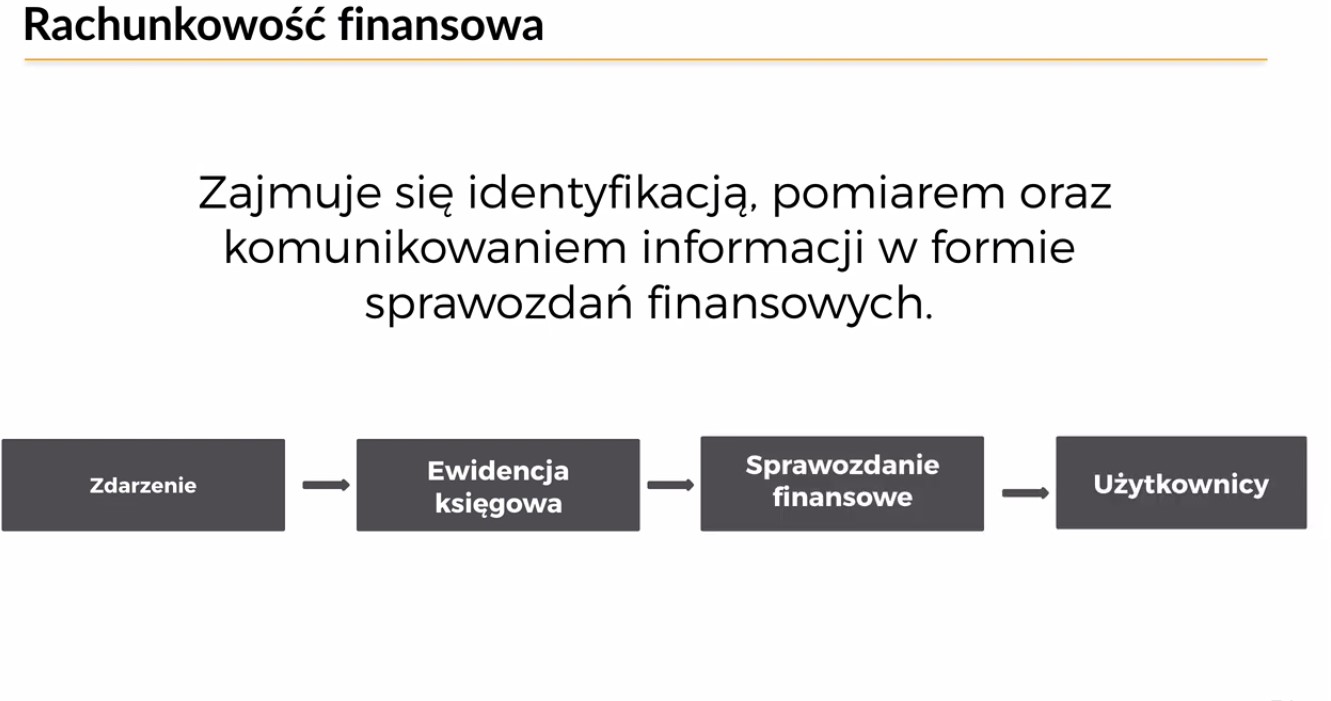 Rachunkowość finansowa
Zajmuje się identyfikacją, pomiarem oraz
komunikowaniem informacji w formie
sprawozdań finansowych.
Zdarzenie
Ewidencja
księgowa
Sprawozdanie
finansowe
Użytkownicy